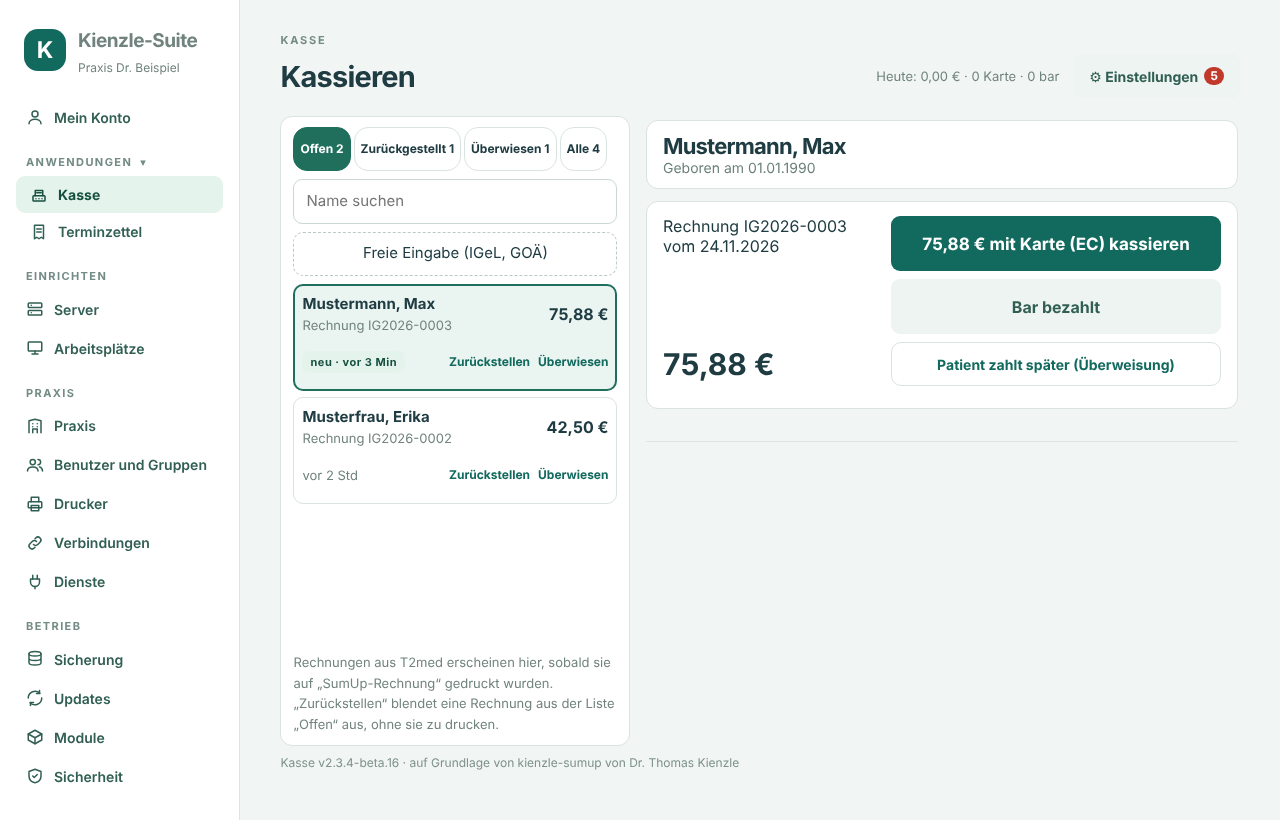 K
Kienzle-Suite
Praxis Dr. Beispiel
Mein Konto
ANWENDUNGEN ▾
Kasse
Terminzettel
EINRICHTEN
Server
Arbeitsplätze
PRAXIS
Praxis
Benutzer und Gruppen
Drucker
Verbindungen
Dienste
BETRIEB
Sicherung
Updates
Module
Sicherheit
KASSE
Kassieren
Heute: 0,00 € · 0 Karte · 0 bar
⚙ Einstellungen 5
Offen 2 Zurückgestellt 1 Überwiesen 1 Alle 4
Name suchen
Freie Eingabe (IGeL, GOÄ)
Mustermann, Max
75,88 €
Rechnung IG2026-0003
neu · vor 3 Min Zurückstellen Überwiesen
Musterfrau, Erika
42,50 €
Rechnung IG2026-0002
vor 2 Std Zurückstellen Überwiesen
Rechnungen aus T2med erscheinen hier, sobald sie
auf „SumUp-Rechnung“ gedruckt wurden.
„Zurückstellen“ blendet eine Rechnung aus der Liste
„Offen“ aus, ohne sie zu drucken.
Mustermann, Max
Geboren am 01.01.1990
Rechnung IG2026-0003
vom 24.11.2026
75,88 €
75,88 € mit Karte (EC) kassieren
Bar bezahlt
Patient zahlt später (Überweisung)
Kasse v2.3.4-beta.16 · auf Grundlage von kienzle-sumup von Dr. Thomas Kienzle